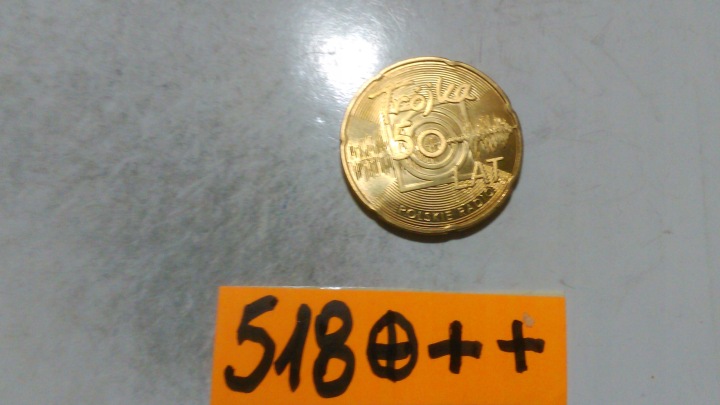 Trójka
50
LAT
POLSKIE RADIO
518⊕++